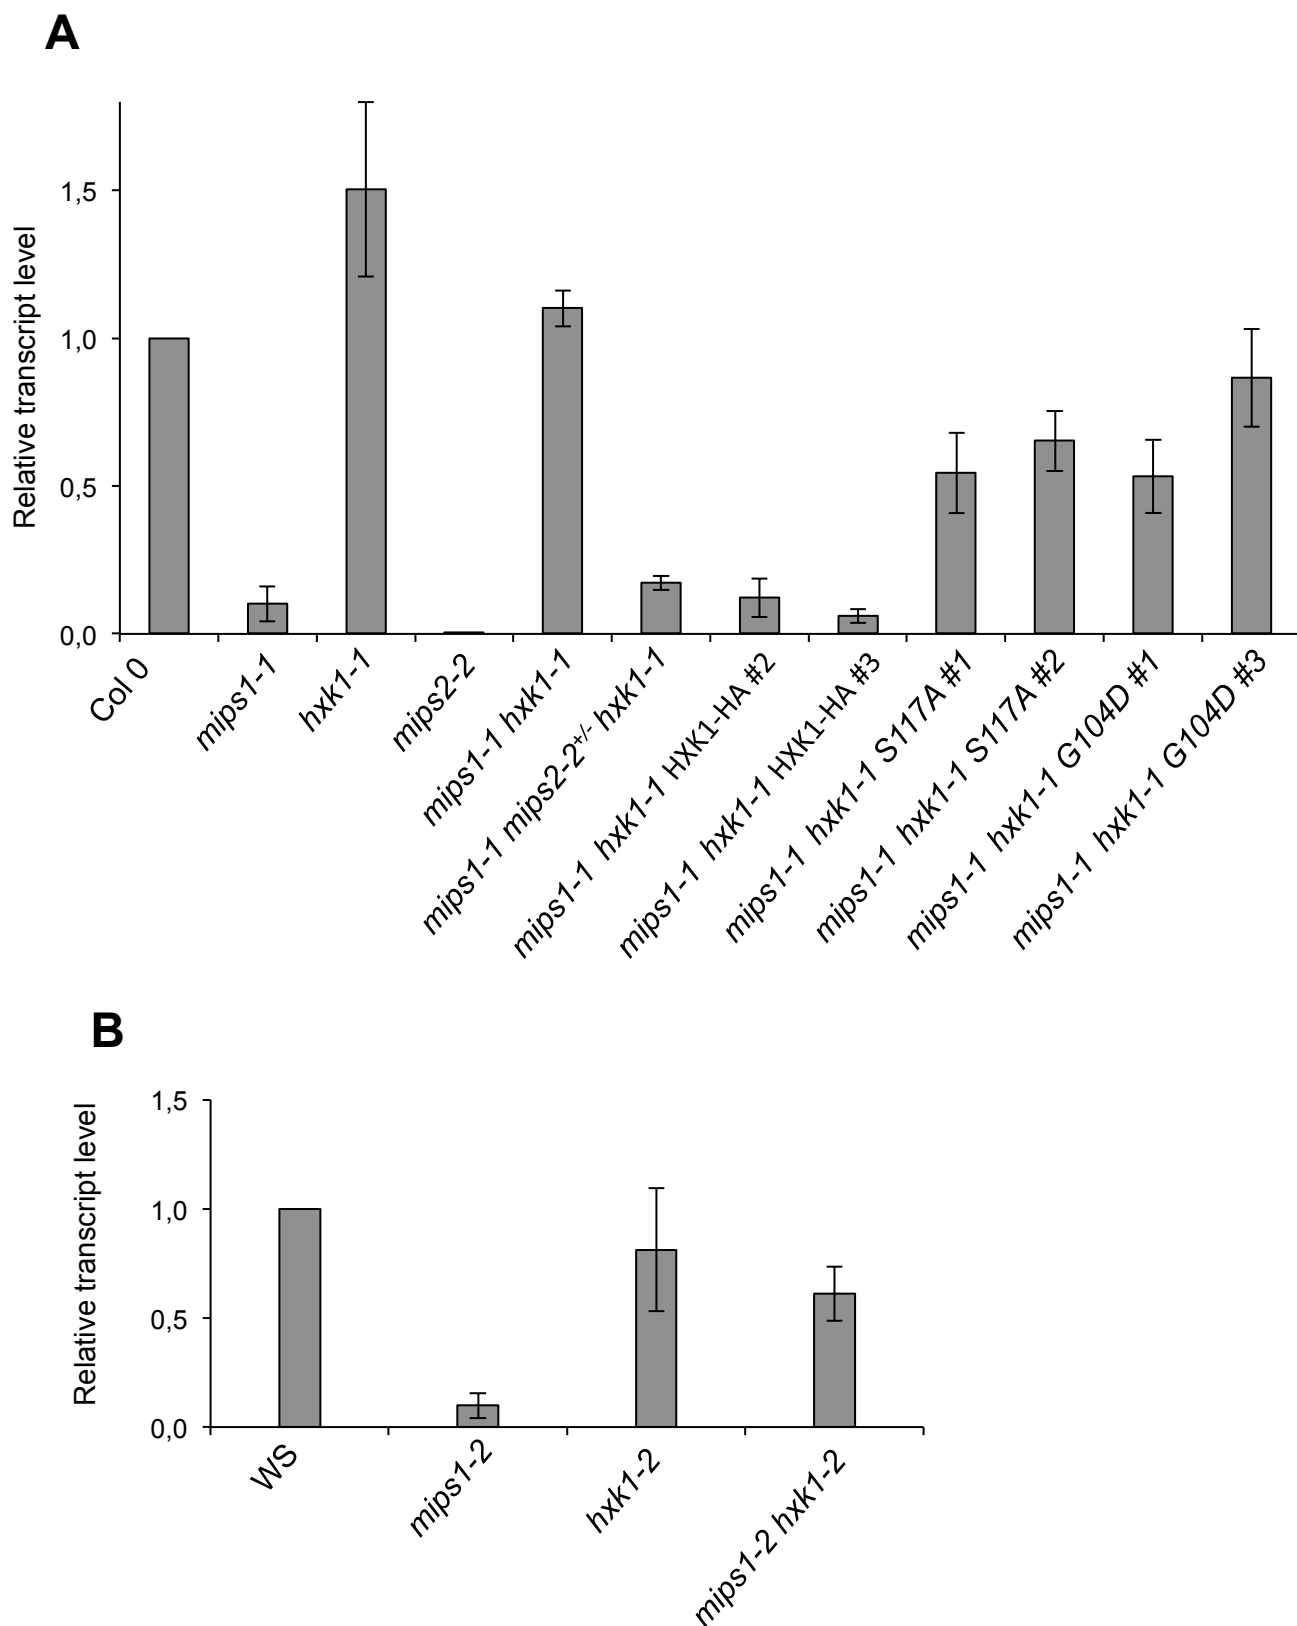 A
Relative transcript level
1,5
1,0
0,5
0,0
Col 0
mips1-1
hxk1-1
mips2-2
mips1-1 hxk1-1
mips1-1 mips2-2+/- hxk1-1
mips1-1 hxk1-1 HXK1-HA #2
mips1-1 hxk1-1 HXK1-HA #3
mips1-1 hxk1-1 S117A #1
mips1-1 hxk1-1 S117A #2
mips1-1 hxk1-1 G104D #1
mips1-1 hxk1-1 G104D #3
B
Relative transcript level
1,5
1,0
0,5
0,0
WS
mips1-2
hxk1-2
mips1-2 hxk1-2